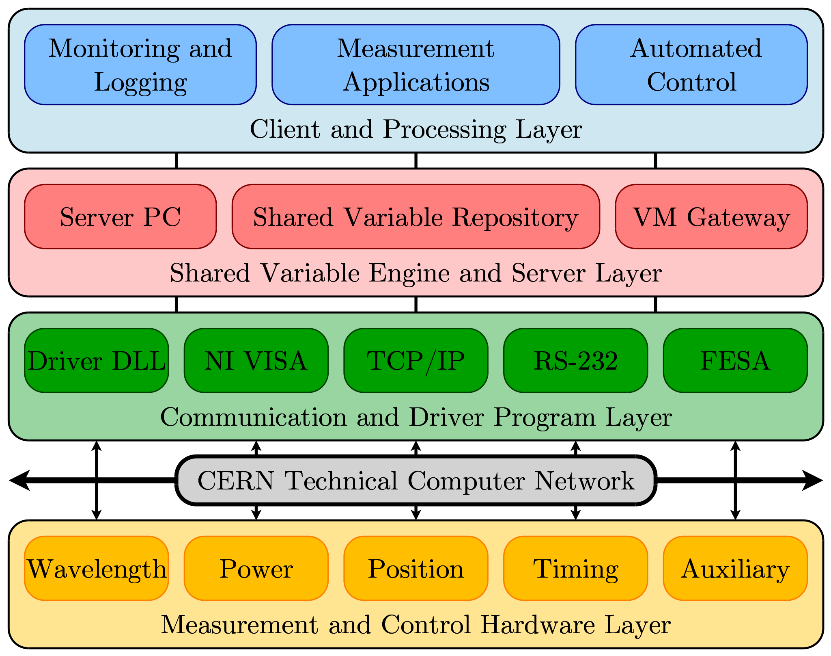 Monitoring and
Logging
Measurement
Applications
Automated
Control
Client and Processing Layer
Server PC
Shared Variable Repository
VM Gateway
Shared Variable Engine and Server Layer
Driver DLL
NI VISA
TCP/IP
RS-232
FESA
Communication and Driver Program Layer
CERN Technical Computer Network
Wavelength
Power
Position
Timing
Auxiliary
Measurement and Control Hardware Layer